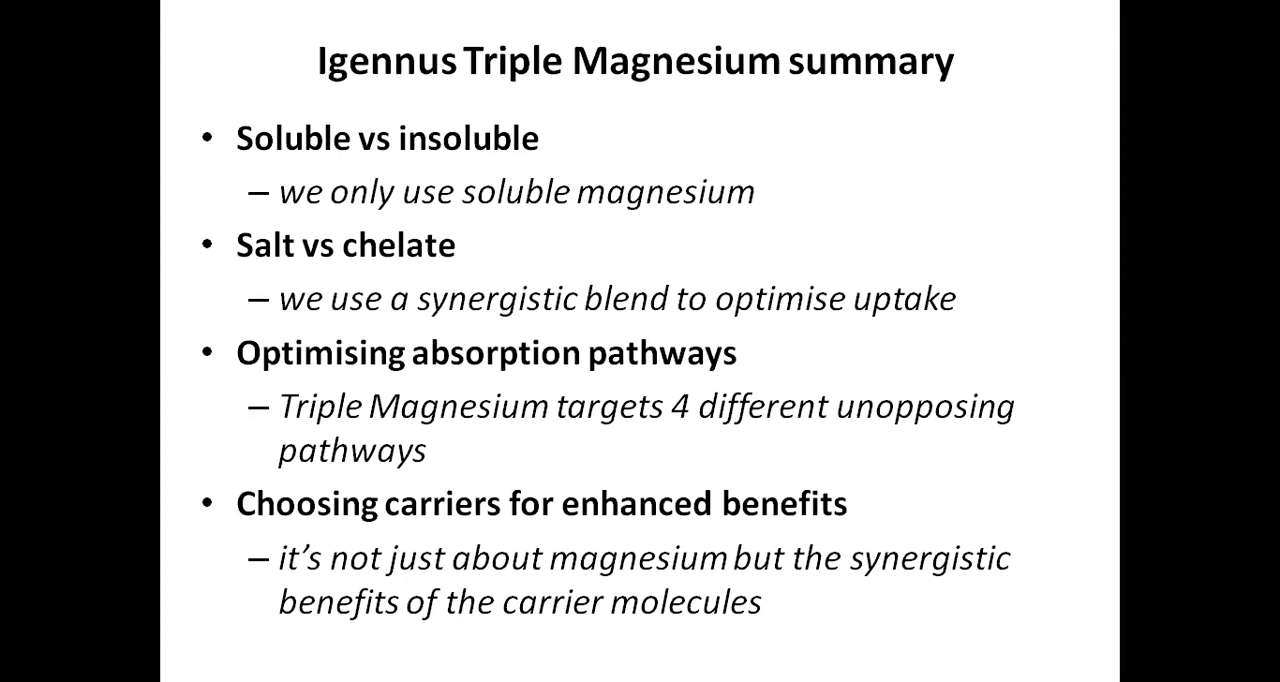 Igennus Triple Magnesium summary
• Soluble vs insoluble
– we only use soluble magnesium
• Salt vs chelate
– we use a synergistic blend to optimise uptake
• Optimising absorption pathways
– Triple Magnesium targets 4 different unopposing
pathways
• Choosing carriers for enhanced benefits
– it’s not just about magnesium but the synergistic
benefits of the carrier molecules